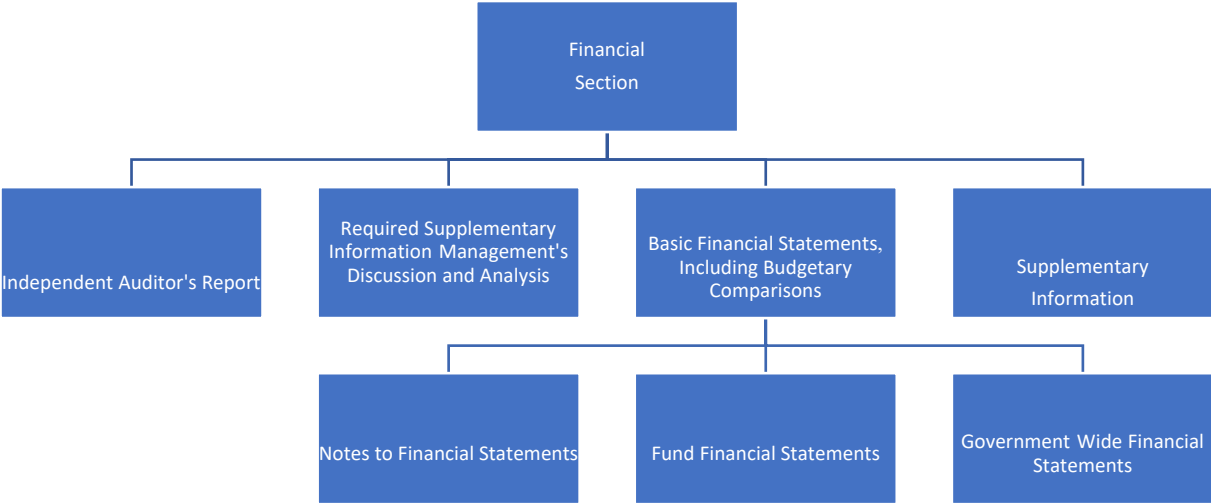 Financial
Section
Independent Auditor's Report
Required Supplementary
Information Management's
Discussion and Analysis
Basic Financial Statements,
Including Budgetary
Comparisons
Supplementary
Information
Notes to Financial Statements
Fund Financial Statements
Government Wide Financial
Statements